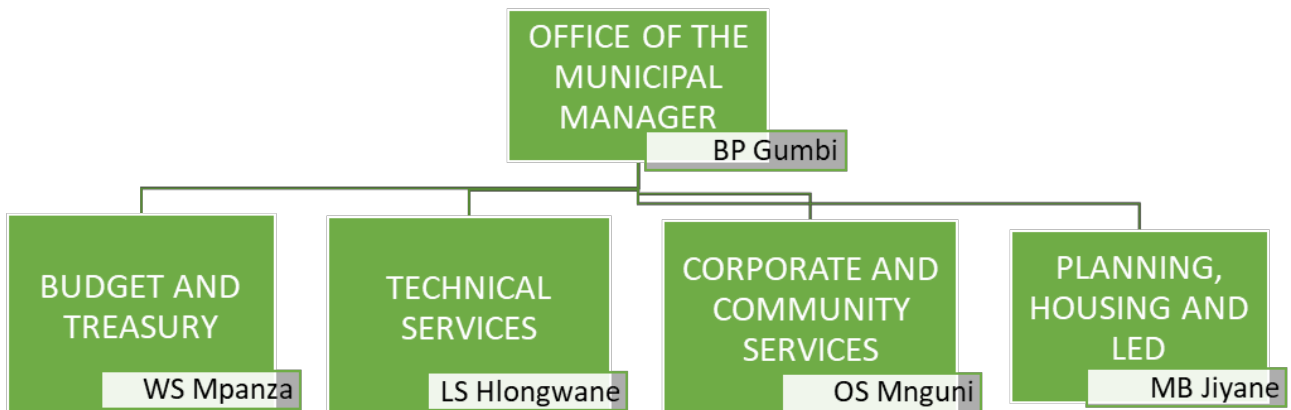 OFFICE OF THE
MUNICIPAL
MANAGER
BP Gumbi
BUDGET AND
TREASURY
WS Mpanza
TECHNICAL
SERVICES
LS Hlongwane
CORPORATE AND
COMMUNITY
SERVICES
OS Mnguni
PLANNING,
HOUSING AND
LED
MB Jiyane